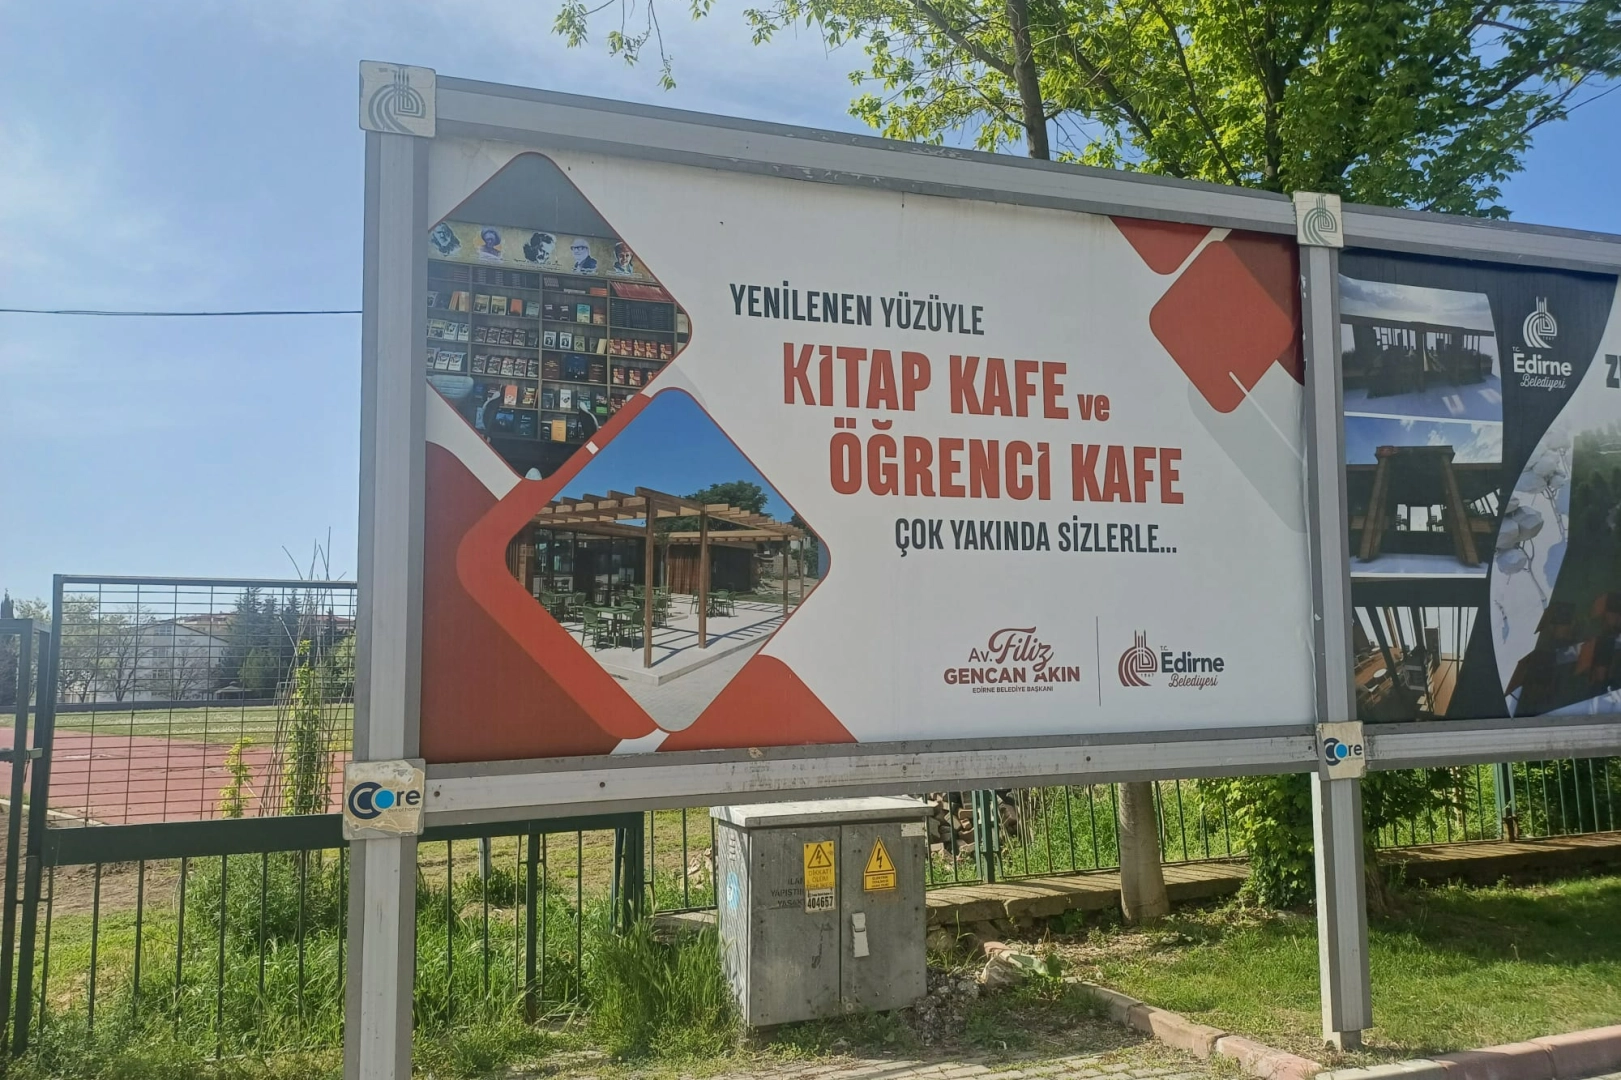 YENİLENEN YÜZÜYLE
KİTAP KAFE ve
ÖĞRENCİ KAFE
ÇOK YAKINDA SİZLERLE...
Av. Filiz
GENCAN AKIN
EDİRNE BELEDİYE BAŞKANI
T.C.
Edirne
Belediyesi
1867
T.C.
Edirne
Belediyesi
Core
Core
404657